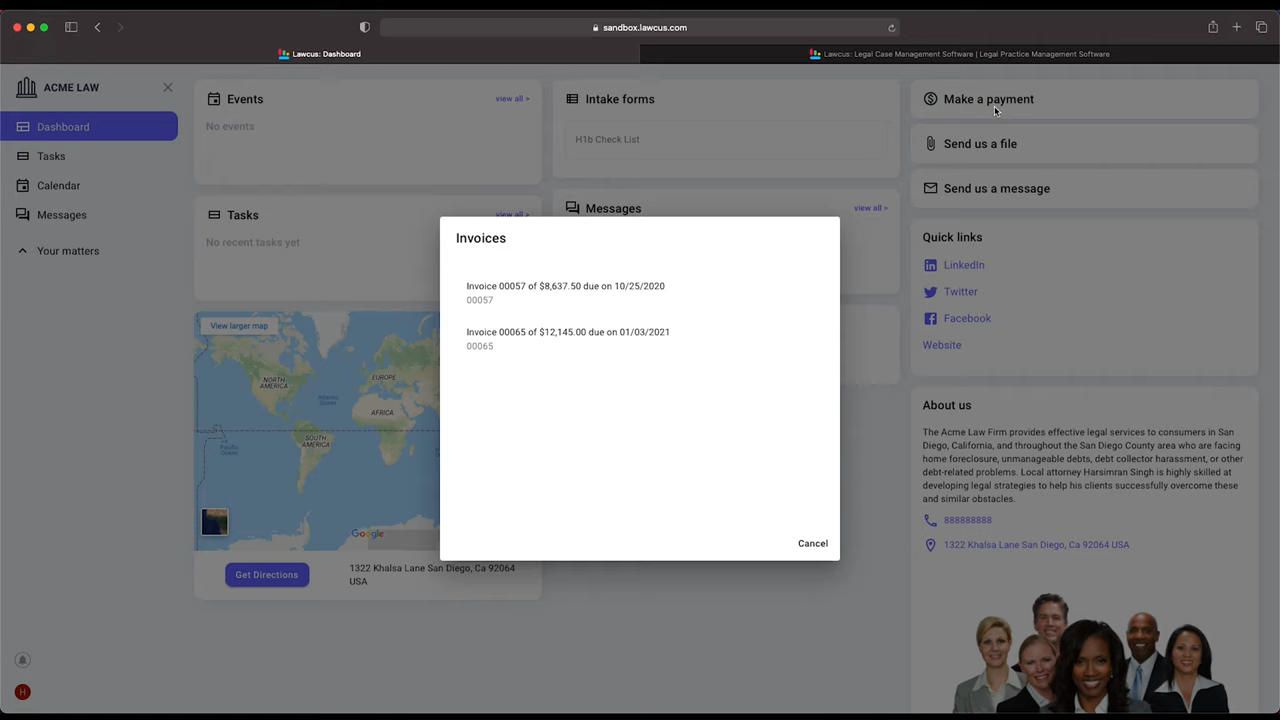 sandbox.lawcus.com
Lawcus: Dashboard
Lawcus: Legal Case Management Software | Legal Practice Management Software
ACME LAW
Dashboard
Tasks
Calendar
Messages
Your matters
H
Events
view all >
No events
Tasks
view all >
No recent tasks yet
View larger map
NORTH
AMERICA
EUROPE
Atlantic
Ocean
AFRICA
SOUTH
AMERICA
Pacific
Ocean
Google
Get Directions
1322 Khalsa Lane San Diego, Ca 92064
USA
Intake forms
H1b Check List
Messages
view all >
Invoices
Invoice 00057 of $8,637.50 due on 10/25/2020
00057
Invoice 00065 of $12,145.00 due on 01/03/2021
00065
Cancel
Make a payment
Send us a file
Send us a message
Quick links
LinkedIn
Twitter
Facebook
Website
About us
The Acme Law Firm provides effective legal services to consumers in San
Diego, California, and throughout the San Diego County area who are facing
home foreclosure, unmanageable debts, debt collector harassment, or other
debt-related problems. Local attorney Harsimran Singh is highly skilled at
developing legal strategies to help his clients successfully overcome these
and similar obstacles.
888888888
1322 Khalsa Lane San Diego, Ca 92064 USA